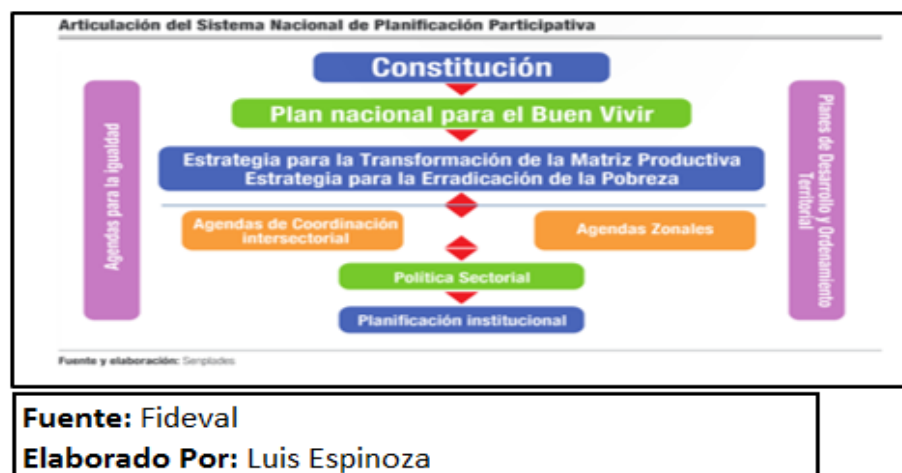 Articulación del Sistema Nacional de Planificación Participativa
Constitución
Plan nacional para el Buen Vivir
Estrategia para la Transformación de la Matriz Productiva
Estrategia para la Erradicación de la Pobreza
Agendas para la igualdad
Planes de Desarrollo y Ordenamiento
Territorial
Agendas de Coordinación
intersectorial
Agendas Zonales
Política Sectorial
Planificación institucional
Fuente y elaboración: Senplades
Fuente: Fideval
Elaborado Por: Luis Espinoza